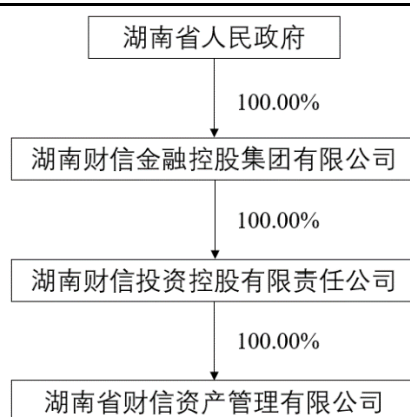 湖南省人民政府
100.00%
湖南财信金融控股集团有限公司
100.00%
湖南财信投资控股有限责任公司
100.00%
湖南省财信资产管理有限公司